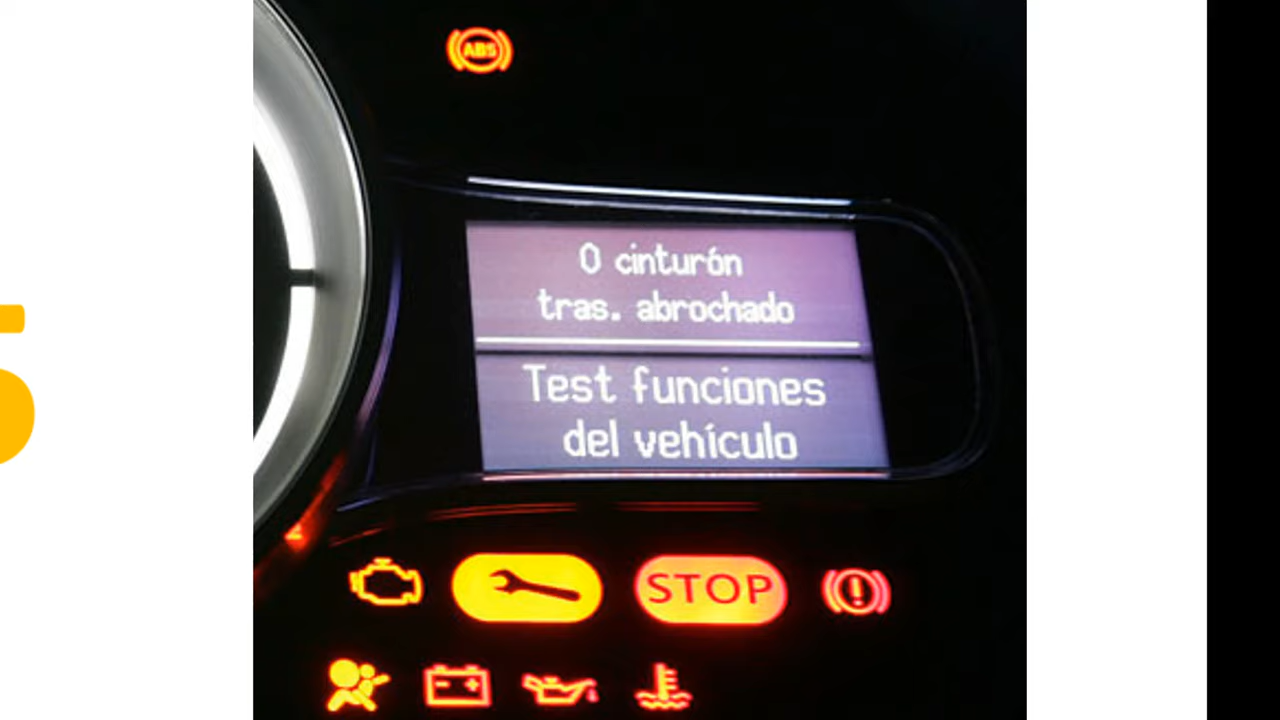 ABS
0 cinturón
tras. abrochado
Test funciones
del vehículo
STOP